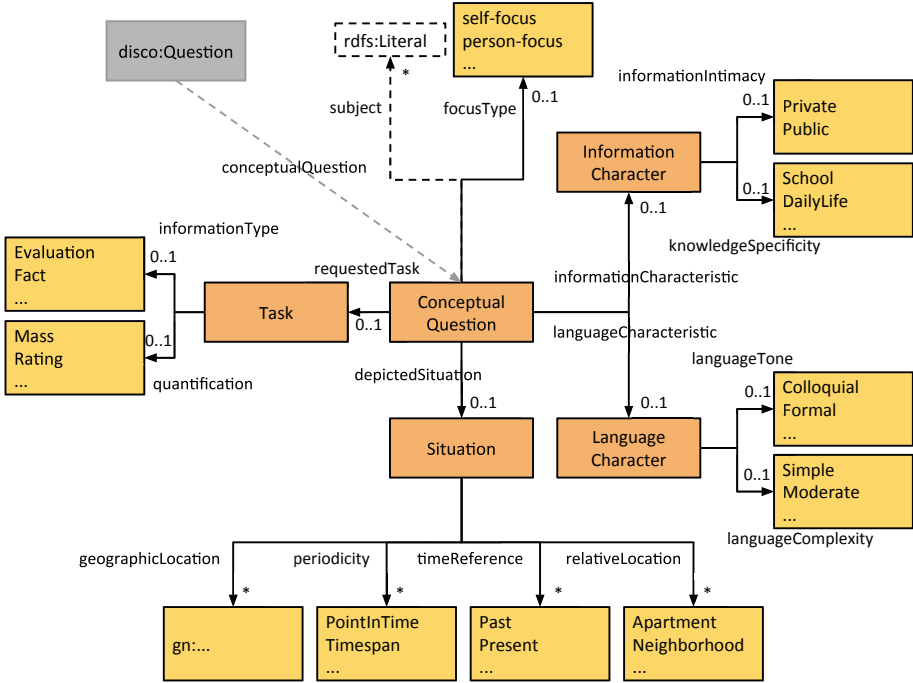 disco:Question
rdfs:Literal
*
self-focus
person-focus
...
subject
focusType
0..1
conceptualQuestion
informationIntimacy
0..1
Private
Public
Information
Character
0..1
School
DailyLife
...
0..1
knowledgeSpecificity
informationType
0..1
Evaluation
Fact
...
requestedTask
informationCharacteristic
Task
0..1
Conceptual
Question
languageCharacteristic
Mass
Rating
...
0..1
quantification
depictedSituation
0..1
languageTone
0..1
Colloquial
Formal
...
0..1
Situation
Language
Character
0..1
Simple
Moderate
...
languageComplexity
geographicLocation
periodicity
timeReference
relativeLocation
*
*
*
*
gn:...
PointInTime
Timespan
...
Past
Present
...
Apartment
Neighborhood
...